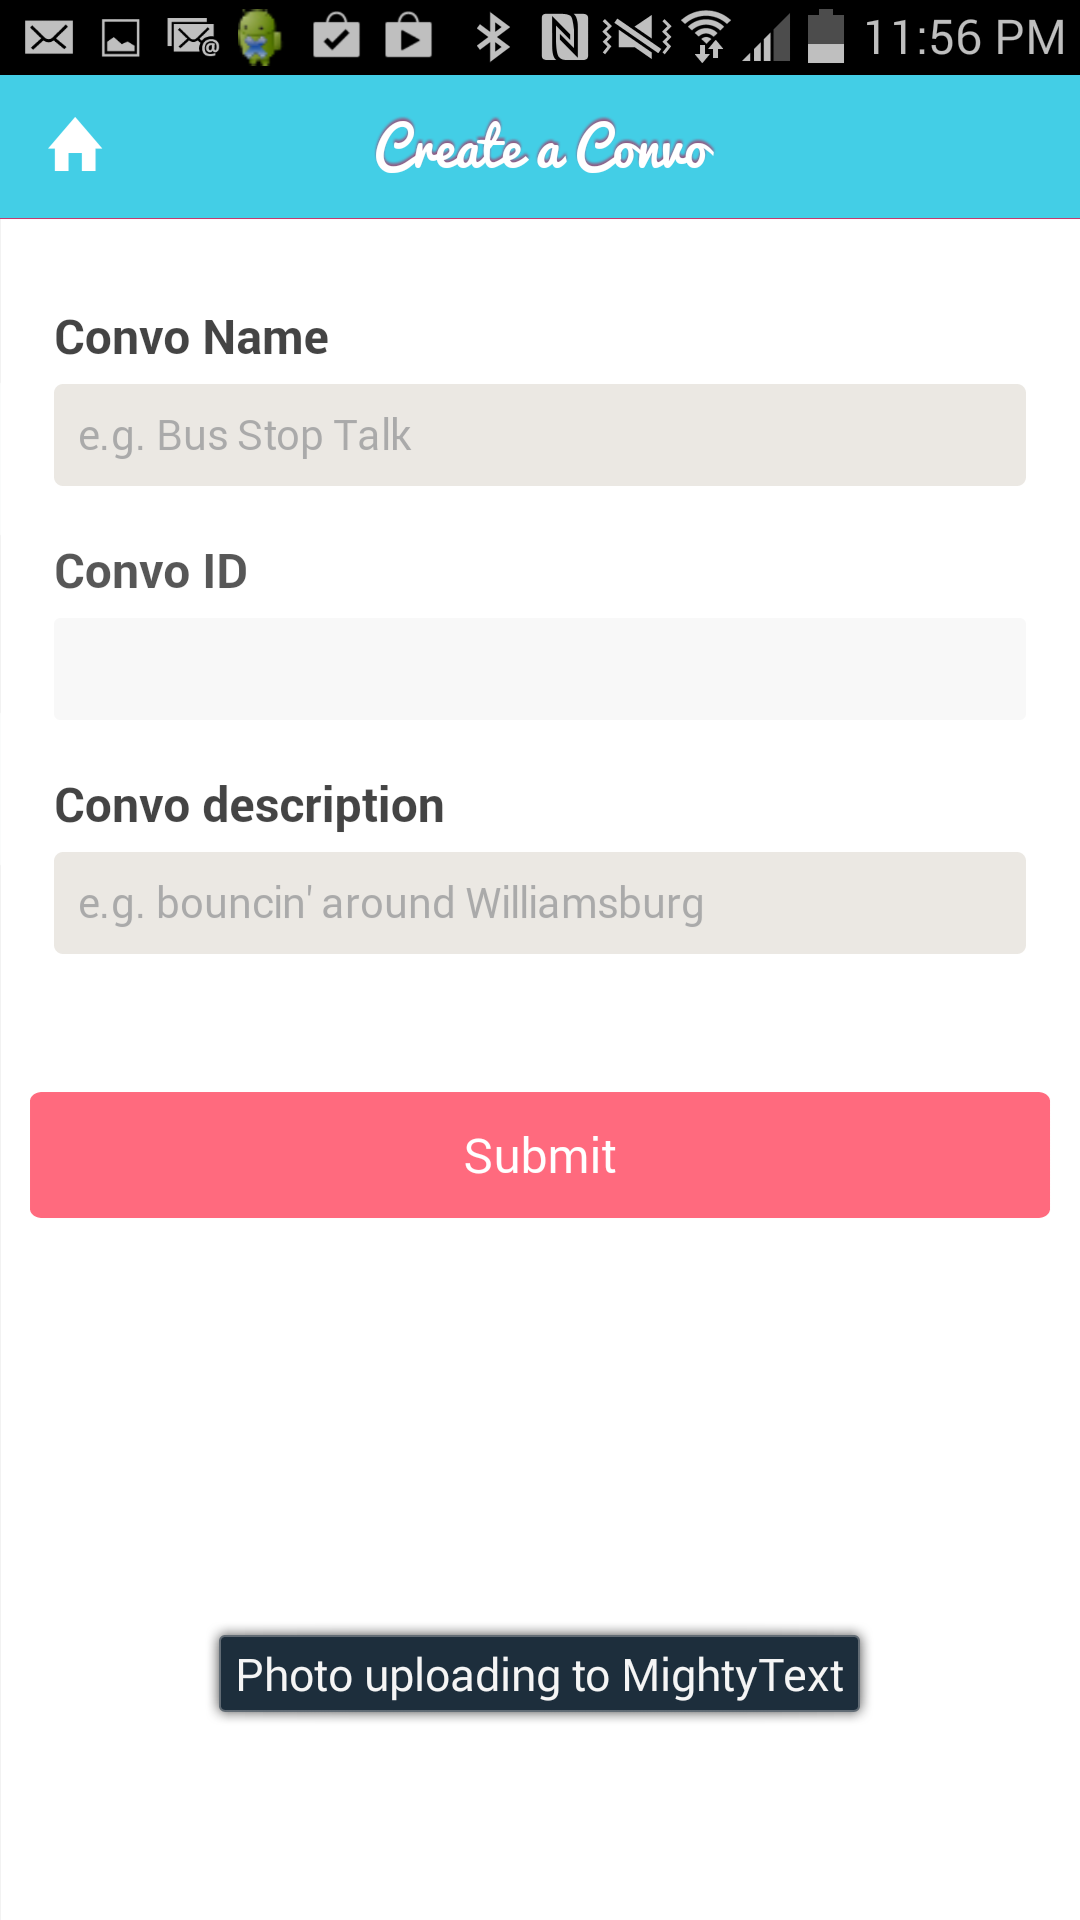 11:56 PM
Create a Convo
Convo Name
e.g. Bus Stop Talk
Convo ID
Convo description
e.g. bouncin' around Williamsburg
Submit
Photo uploading to MightyText